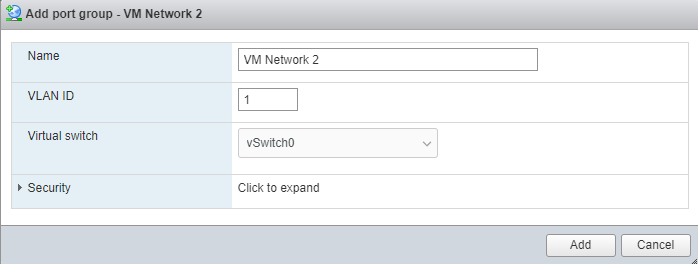 Add port group - VM Network 2
Name
VM Network 2
VLAN ID
1
Virtual switch
vSwitch0
Security
Click to expand
Add
Cancel